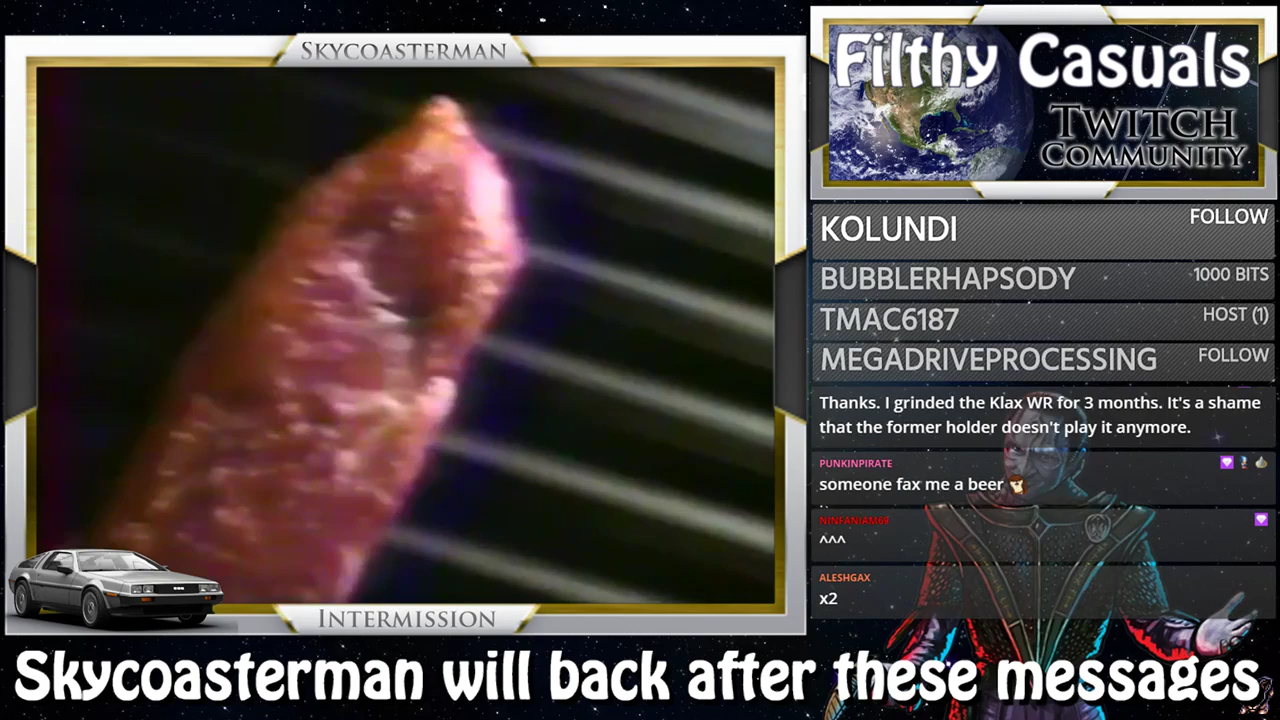 SKYCOASTERMAN
INTERMISSION
Skycoasterman will back after these messages
Filthy Casuals
TWITCH
COMMUNITY
KOLUNDI FOLLOW
BUBBLERHAPSODY 1000 BITS
TMAC6187 HOST (1)
MEGADRIVEPROCESSING FOLLOW
Thanks. I grinded the Klax WR for 3 months. It's a shame
that the former holder doesn't play it anymore.
PUNKINPIRATE
someone fax me a beer
NINFANIAM69
^^^
ALESHGAX
x2